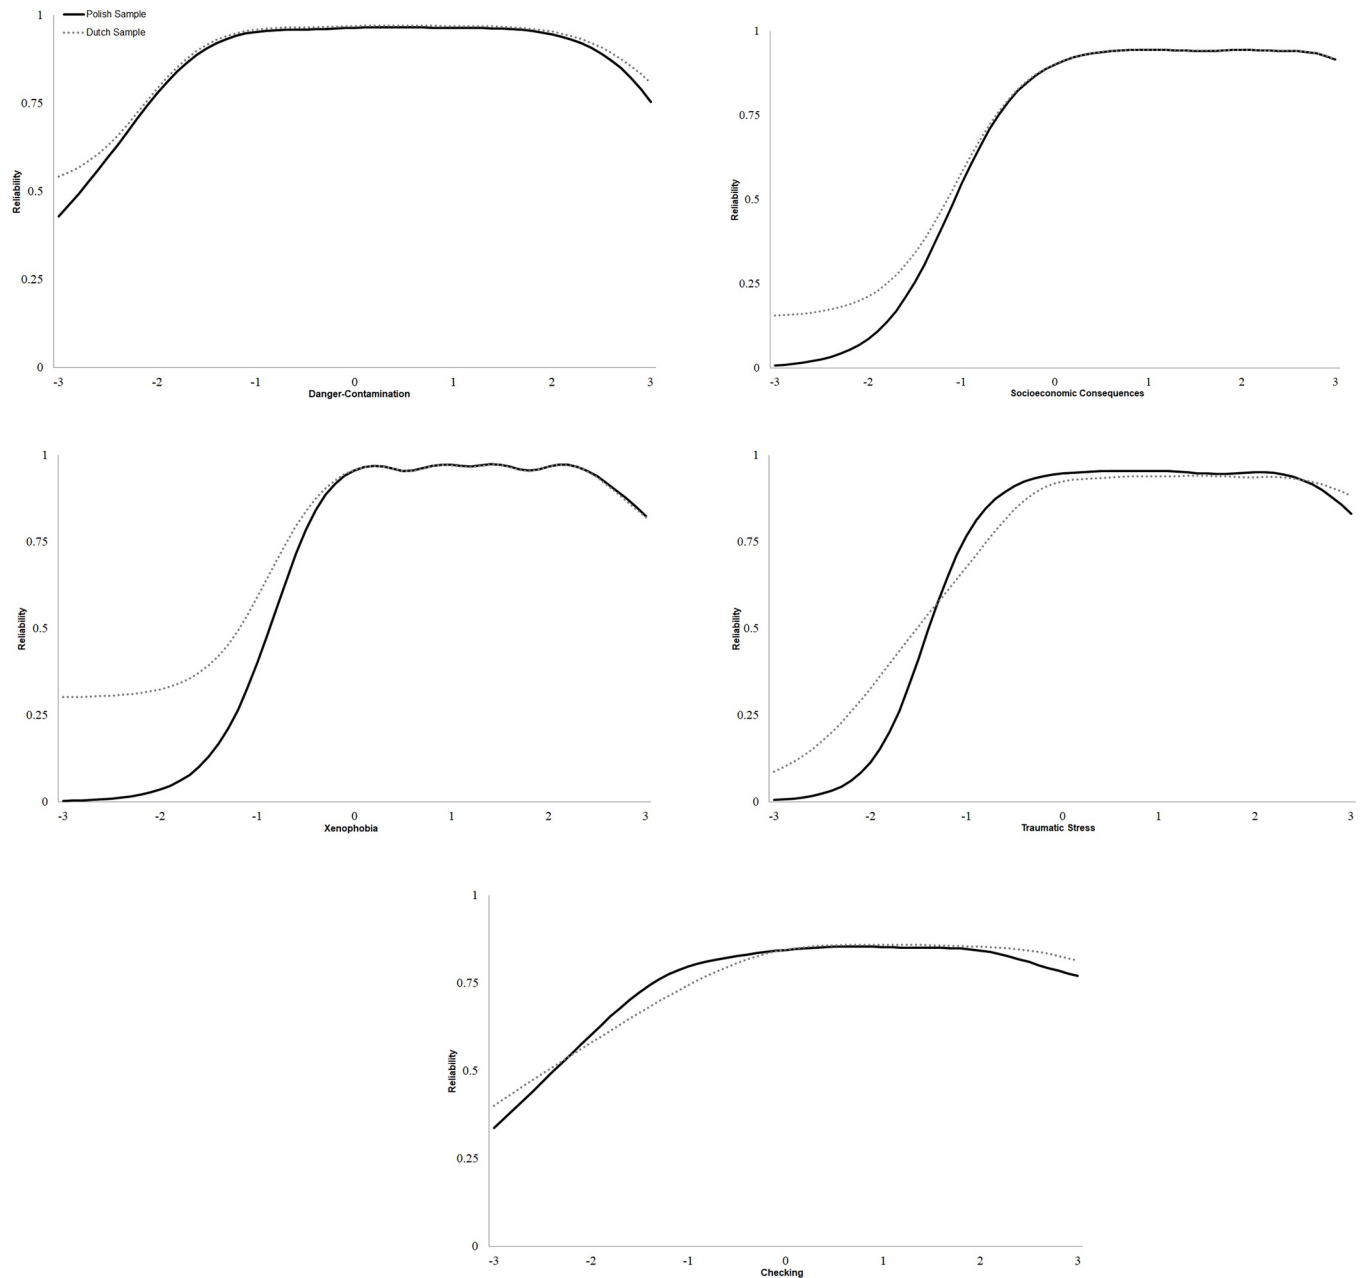 1
Polish Sample
Dutch Sample
0.75
Reliability
0.5
0.25
0
-3 -2 -1 0 1 2 3
Danger-Contamination
1
0.75
Reliability
0.5
0.25
0
-3 -2 -1 0 1 2 3
Socioeconomic Consequences
1
0.75
Reliability
0.5
0.25
0
-3 -2 -1 0 1 2 3
Xenophobia
1
0.75
Reliability
0.5
0.25
0
-3 -2 -1 0 1 2 3
Traumatic Stress
1
0.75
Reliability
0.5
0.25
0
-3 -2 -1 0 1 2 3
Checking